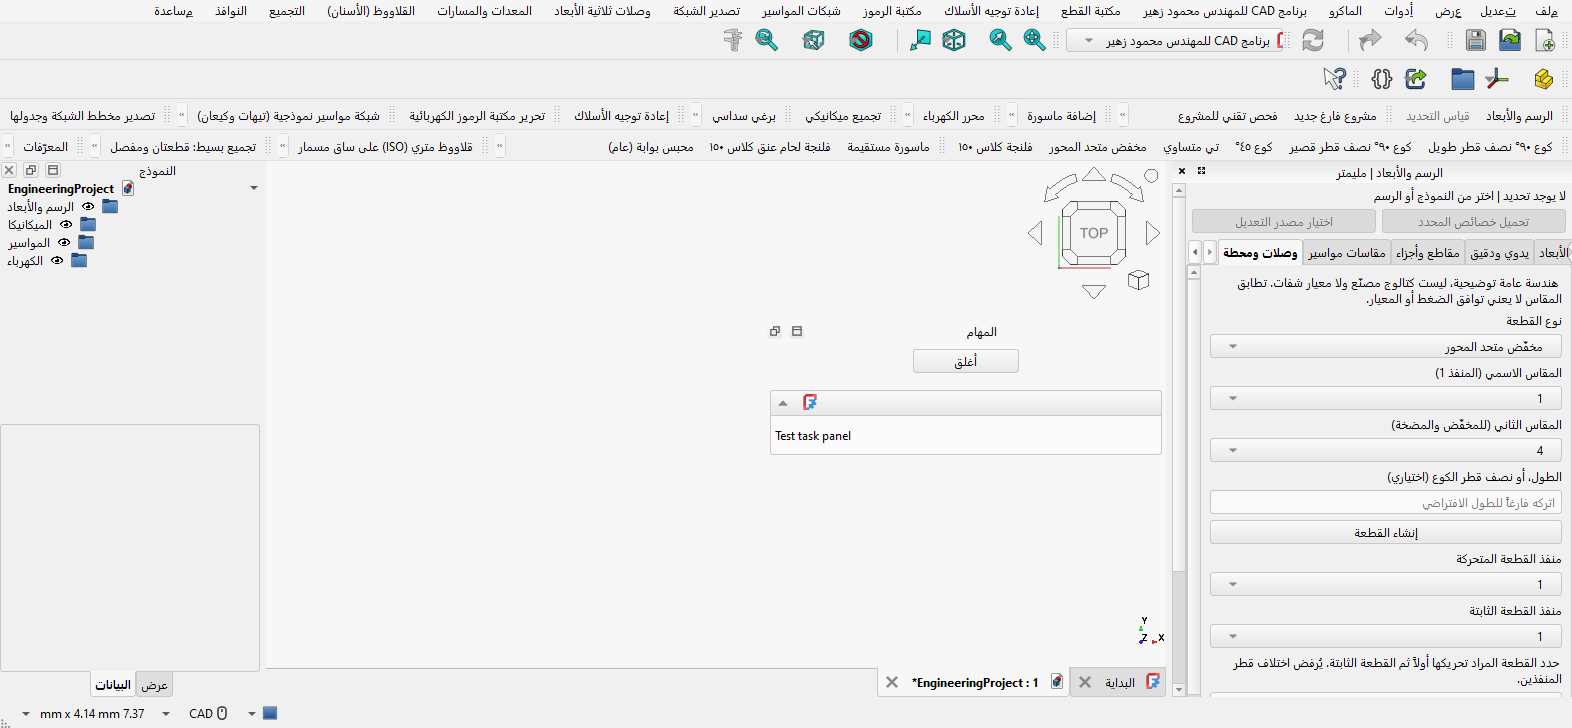 ملف تعديل عرض أدوات الماكرو برنامج CAD للمهندس محمود زهير مكتبة القطع إعادة توجيه الأسلاك مكتبة الرموز شبكات المواسير تصدير الشبكة وصلات ثلاثية الأبعاد المعدات والمسارات القلاووظ (الأسنان) التجميع النوافذ مساعدة
برنامج CAD للمهندس محمود زهير
الرسم والأبعاد قياس التحديد مشروع فارغ جديد فحص تقني للمشروع إضافة ماسورة محرر الكهرباء تجميع ميكانيكي برغي سداسي إعادة توجيه الأسلاك تحرير مكتبة الرموز الكهربائية شبكة مواسير نموذجية (تيهات وكيعان) تصدير مخطط الشبكة وجدولها
كوع ٩٠° نصف قطر طويل كوع ٩٠° نصف قطر قصير كوع ٤٥° تي متساوي مخفض متحد المحور فلنجة كلاس ١٥٠ ماسورة مستقيمة فلنجة لحام عنق كلاس ١٥٠ محبس بوابة (عام) قلاووظ متري (ISO) على ساق مسمار تجميع بسيط: قطعتان ومفصل المعرّفات
الرسم والأبعاد | مليمتر
لا يوجد تحديد | اختر من النموذج أو الرسم
تحميل خصائص المحدد اختيار مصدر التعديل
الأبعاد يدوي ودقيق مقاطع وأجزاء مقاسات مواسير وصلات ومحطة
هندسة عامة توضيحية، ليست كتالوج مصنّع ولا معيار شفات. تطابق
المقاس لا يعني توافق الضغط أو المعيار.
نوع القطعة
مخفّض متحد المحور
المقاس الاسمي (المنفذ 1)
1
المقاس الثاني (للمخفّض والمضخة)
4
الطول، أو نصف قطر الكوع (اختياري)
اتركه فارغاً للطول الافتراضي
إنشاء القطعة
منفذ القطعة المتحركة
1
منفذ القطعة الثابتة
1
حدد القطعة المراد تحريكها أولاً ثم القطعة الثابتة. يُرفض اختلاف قطر
المنفذين.
TOP
المهام
أغلق
Test task panel
Y
Z X
النموذج
EngineeringProject
الرسم والأبعاد
الميكانيكا
المواسير
الكهرباء
عرض البيانات
البداية
EngineeringProject : 1*
CAD
7.37 mm x 4.14 mm